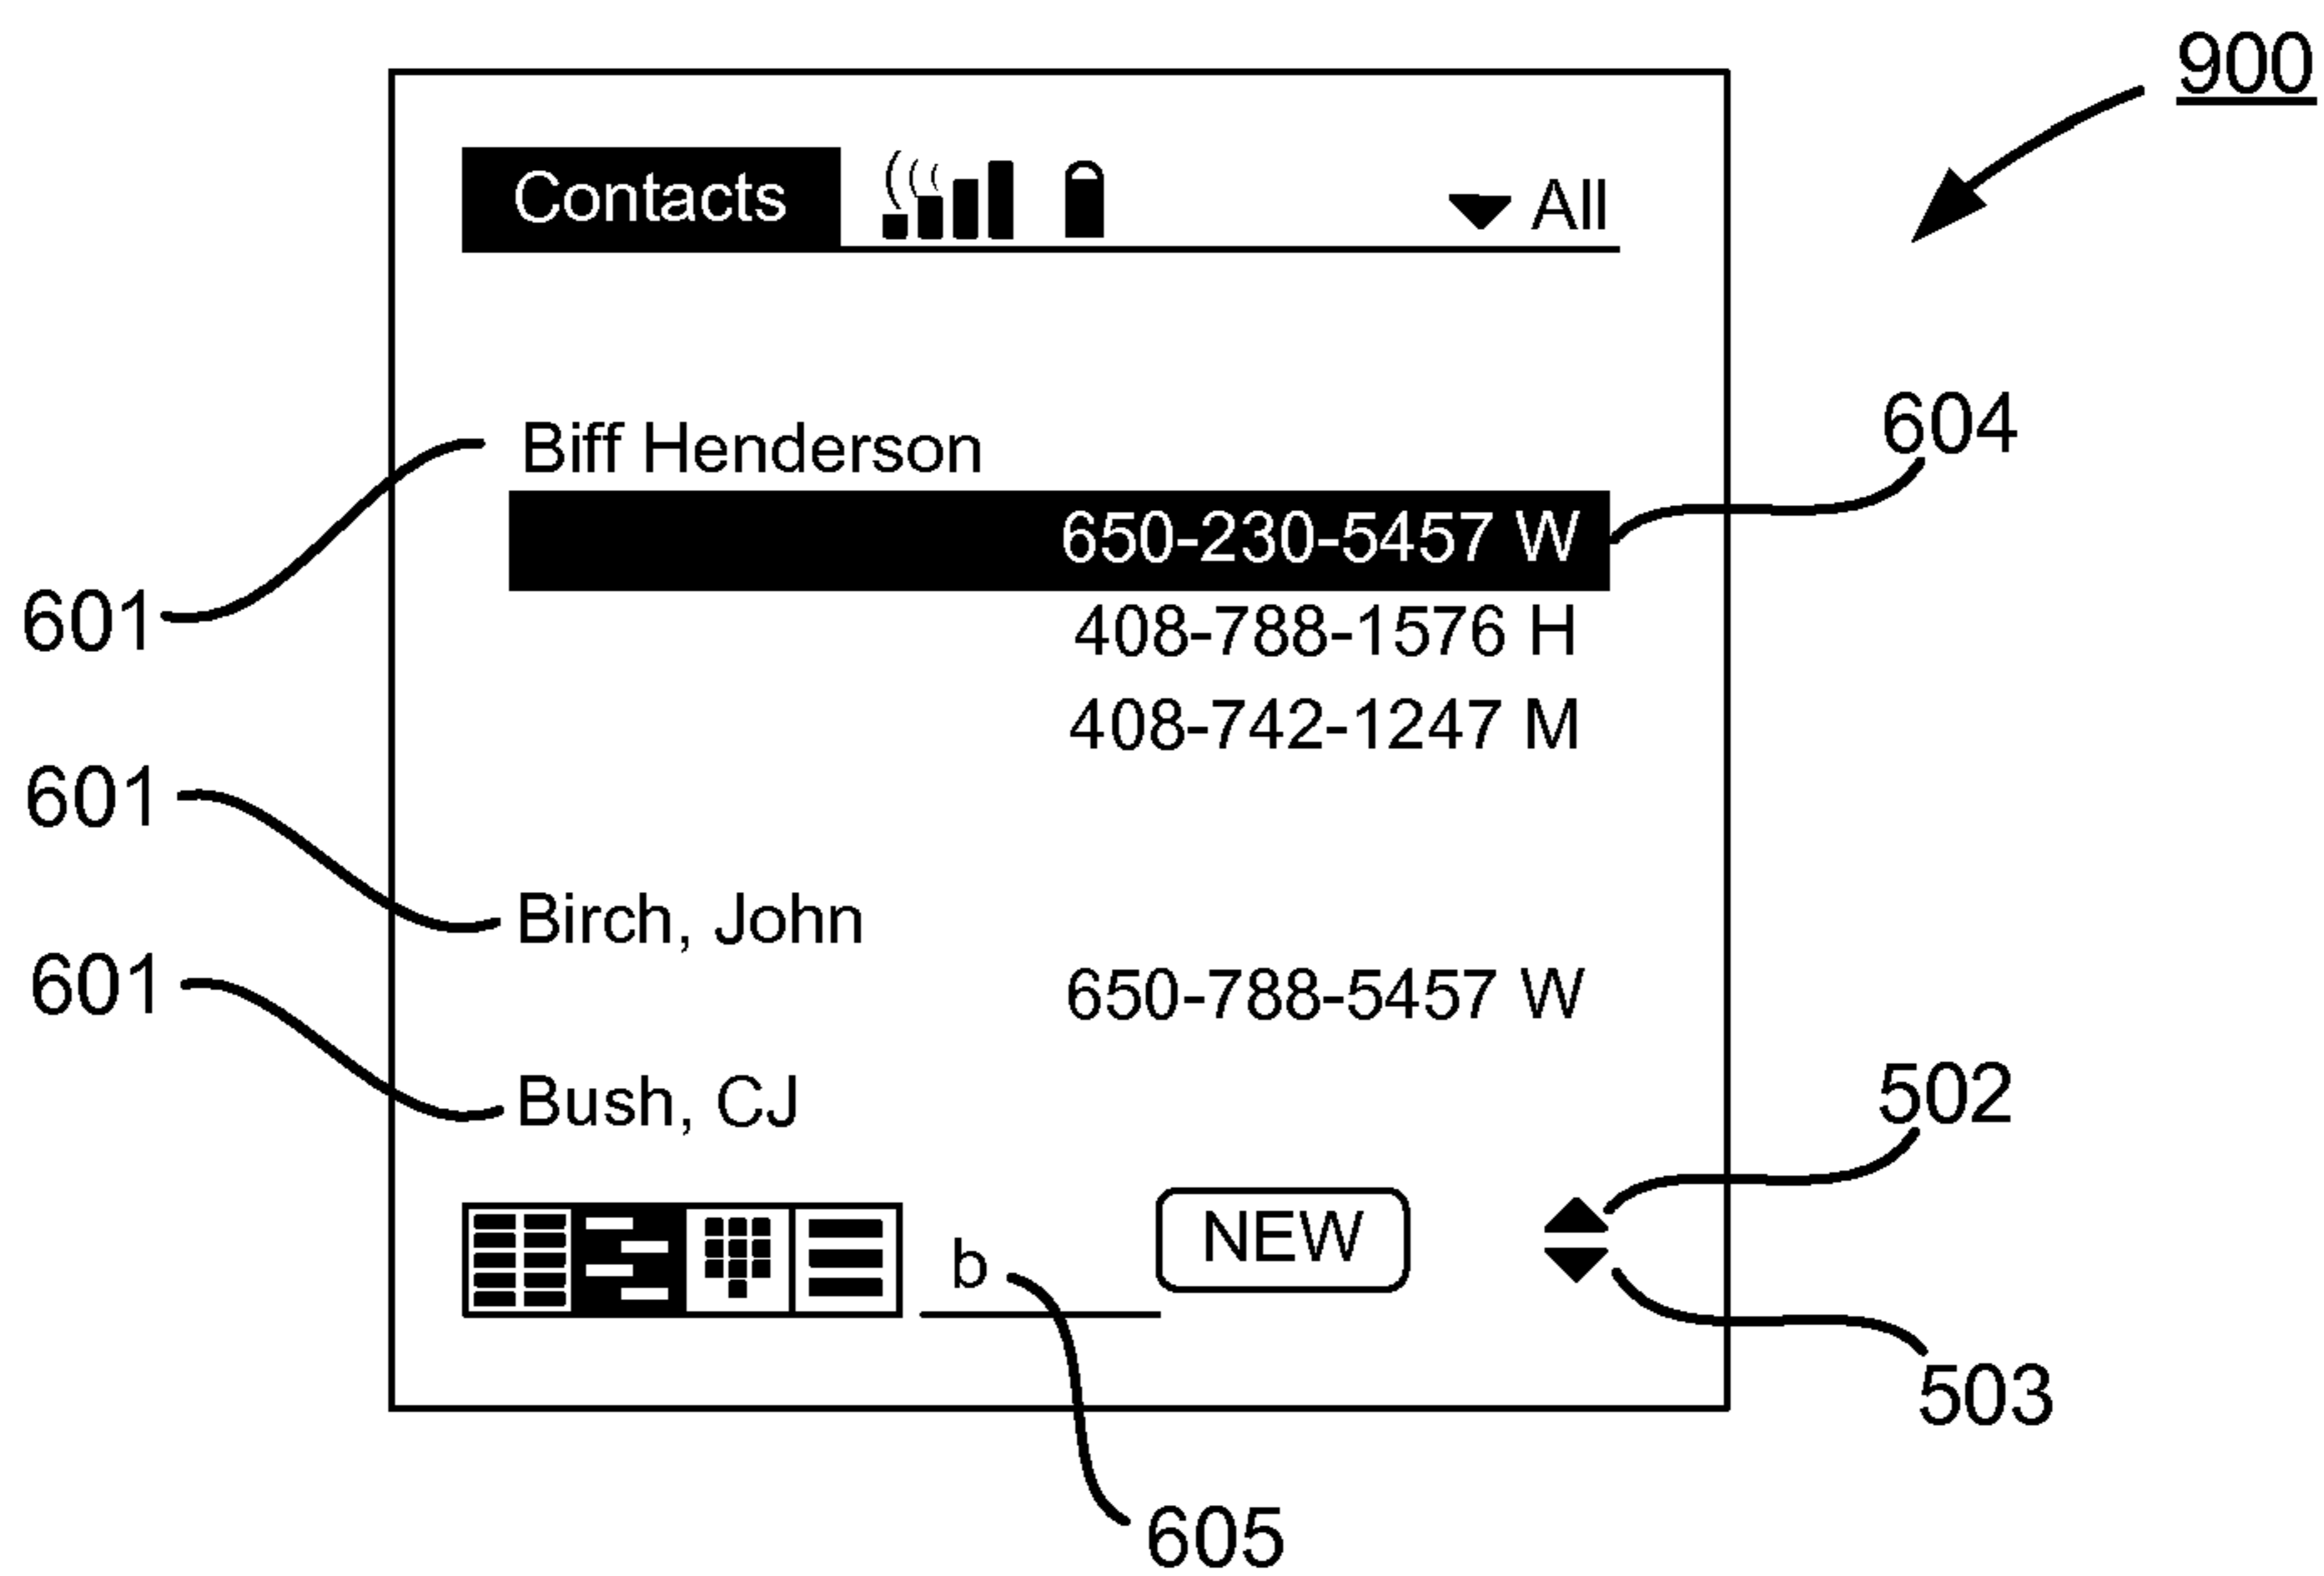 900
Contacts All
604
Biff Henderson
650-230-5457 W
601
408-788-1576 H
408-742-1247 M
601
Birch, John
601
650-788-5457 W
502
Bush, CJ
b
NEW
503
605